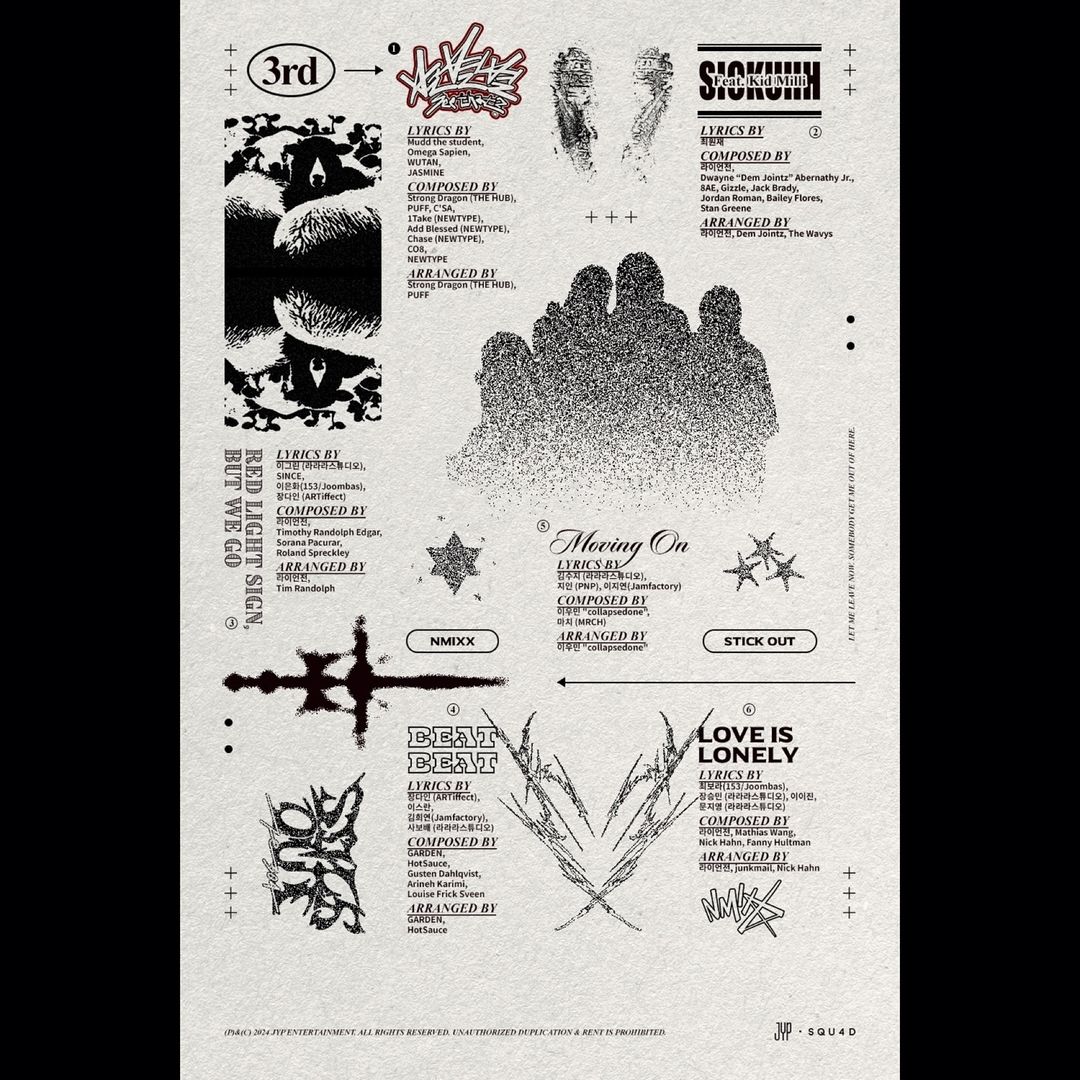 3rd
1
Feat. Kid Milli
LYRICS BY
Mudd the student,
Omega Sapien,
WUTAN,
JASMINE
COMPOSED BY
Strong Dragon (THE HUB),
PUFF, C'SA,
1Take (NEWTYPE),
Add Blessed (NEWTYPE),
Chase (NEWTYPE),
CO8,
NEWTYPE
ARRANGED BY
Strong Dragon (THE HUB),
PUFF
LYRICS BY
2
최원재
COMPOSED BY
라이언전,
Dwayne “Dem Jointz” Abernathy Jr.,
8AE, Gizzle, Jack Brady,
Jordan Roman, Bailey Flores,
Stan Greene
ARRANGED BY
라이언전, Dem Jointz, The Wavys
RED LIGHT SIGN,
BUT WE GO
3
LYRICS BY
이그린 (라라라스튜디오),
SINCE,
이은화(153/Joombas),
장다인 (ARTiffect)
COMPOSED BY
라이언전,
Timothy Randolph Edgar,
Sorana Pacurar,
Roland Spreckley
ARRANGED BY
라이언전,
Tim Randolph
5
Moving On
LYRICS BY
김수지 (라라라스튜디오),
지인 (PNP), 이지연(Jamfactory)
COMPOSED BY
이우민 "collapsedone",
마치 (MRCH)
ARRANGED BY
이우민 "collapsedone"
LET ME LEAVE NOW. SOMEBODY GET ME OUT OF HERE.
NMIXX
STICK OUT
4
BEAT
BEAT
LYRICS BY
장다인 (ARTiffect),
이스란,
김희연(Jamfactory),
사보배 (라라라스튜디오)
COMPOSED BY
GARDEN,
HotSauce,
Gusten Dahlqvist,
Arineh Karimi,
Louise Frick Sveen
ARRANGED BY
GARDEN,
HotSauce
6
LOVE IS
LONELY
LYRICS BY
최보라(153/Joombas),
장승민 (라라라스튜디오), 이이진,
문지영 (라라라스튜디오)
COMPOSED BY
라이언전, Mathias Wang,
Nick Hahn, Fanny Hultman
ARRANGED BY
라이언전, junkmail, Nick Hahn
NMIXX
(P)&(C) 2024 JYP ENTERTAINMENT. ALL RIGHTS RESERVED. UNAUTHORIZED DUPLICATION & RENT IS PROHIBITED.
JYP · SQU4D